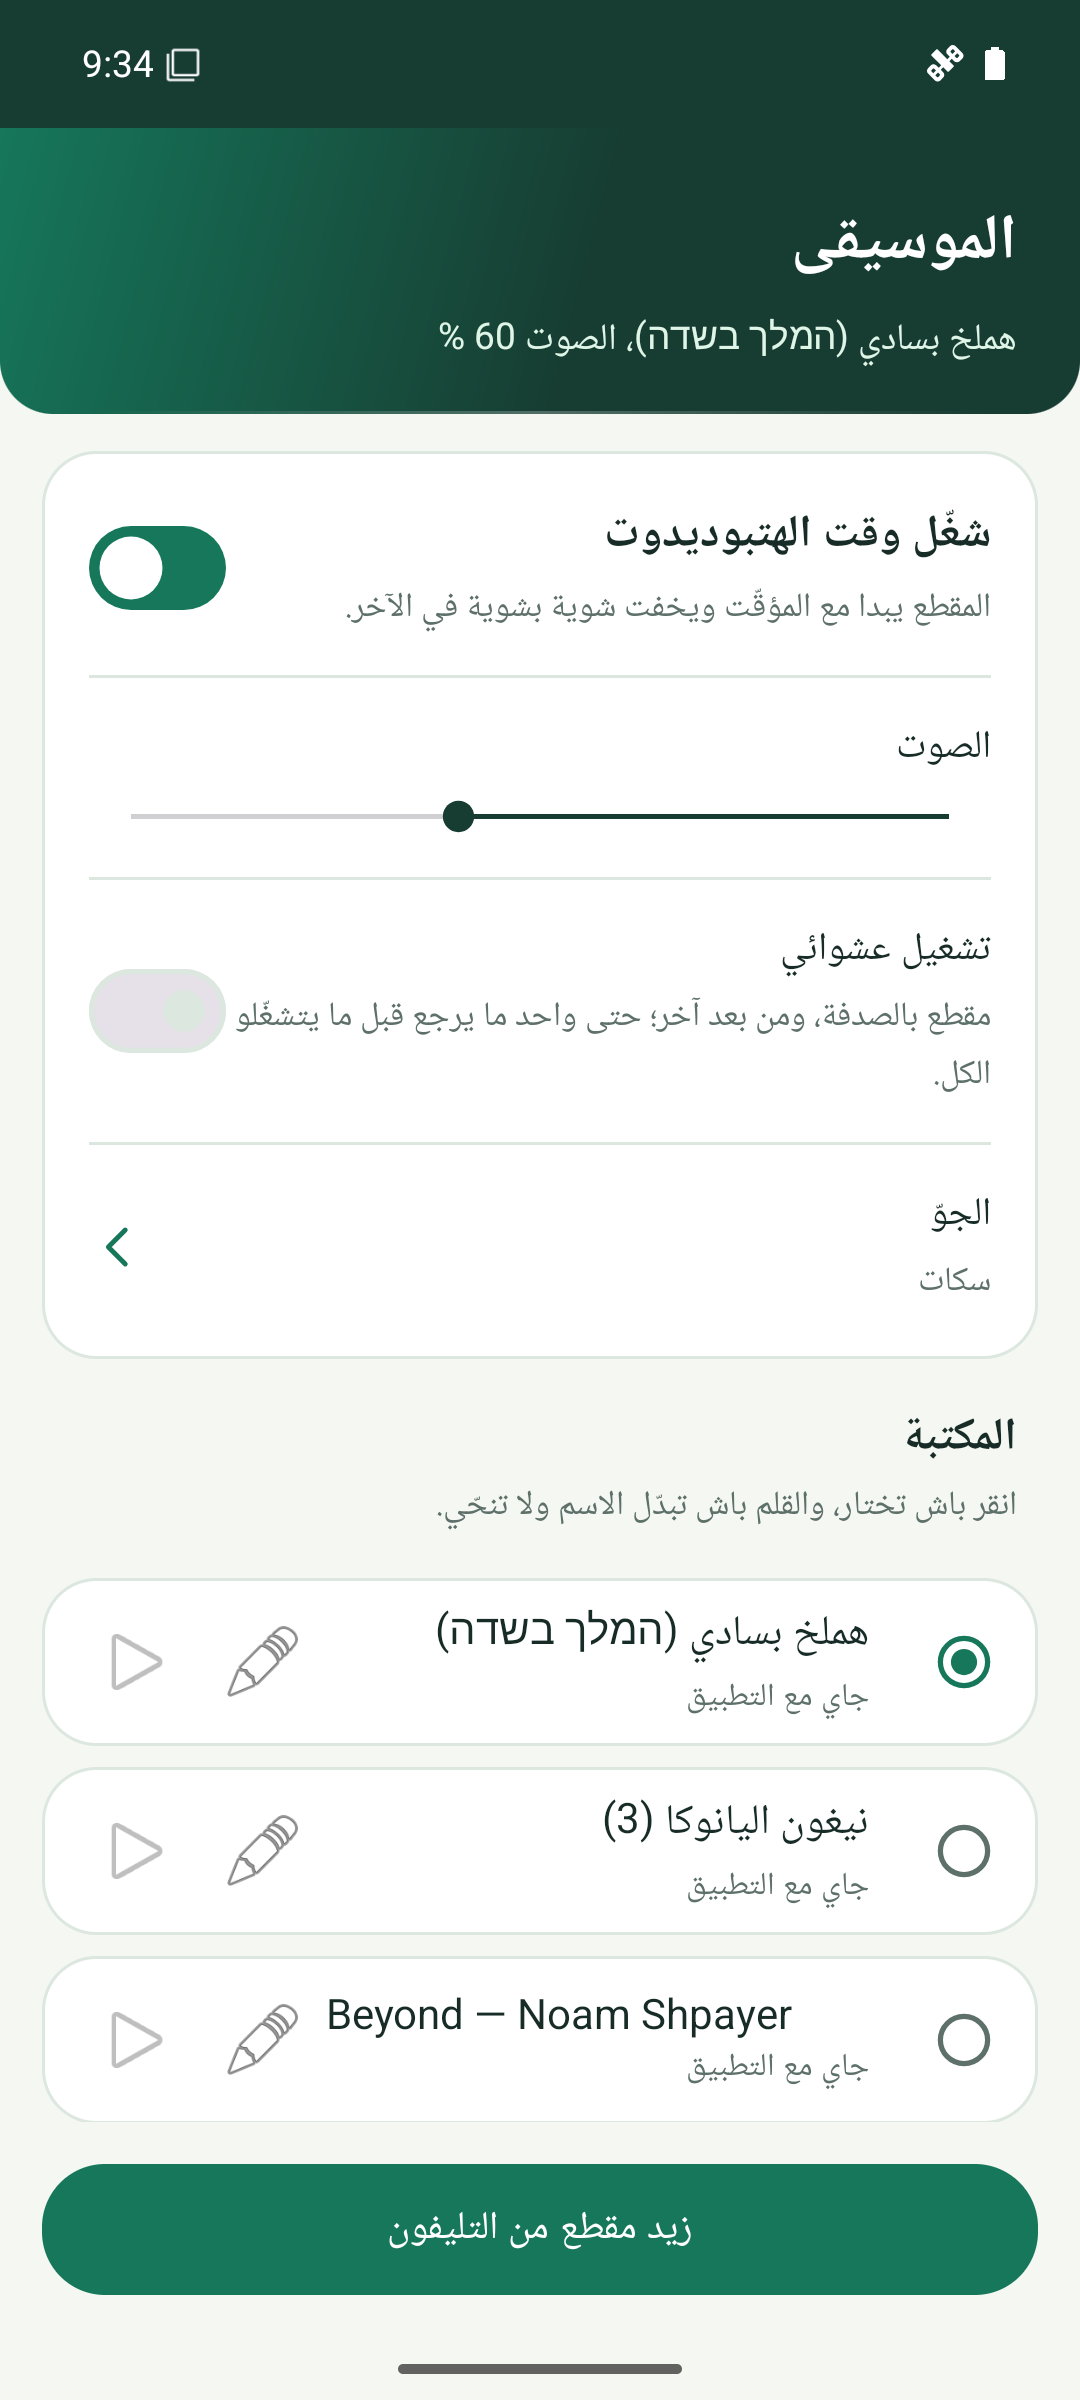 9:34
الموسيقى
هملخ بسادي (המלך בשדה)، الصوت 60 %
شغّل وقت الهتبوديدوت
المقطع يبدا مع المؤقّت ويخفت شوية بشوية في الآخر.
الصوت
تشغيل عشوائي
مقطع بالصدفة، ومن بعد آخر؛ حتى واحد ما يرجع قبل ما يتشغّلو
الكل.
الجوّ
سكات
المكتبة
انقر باش تختار، والقلم باش تبدّل الاسم ولا تنحّي.
هملخ بسادي (המלך בשדה)
جاي مع التطبيق
نيغون اليانوكا (3)
جاي مع التطبيق
Beyond — Noam Shpayer
جاي مع التطبيق
زيد مقطع من التليفون